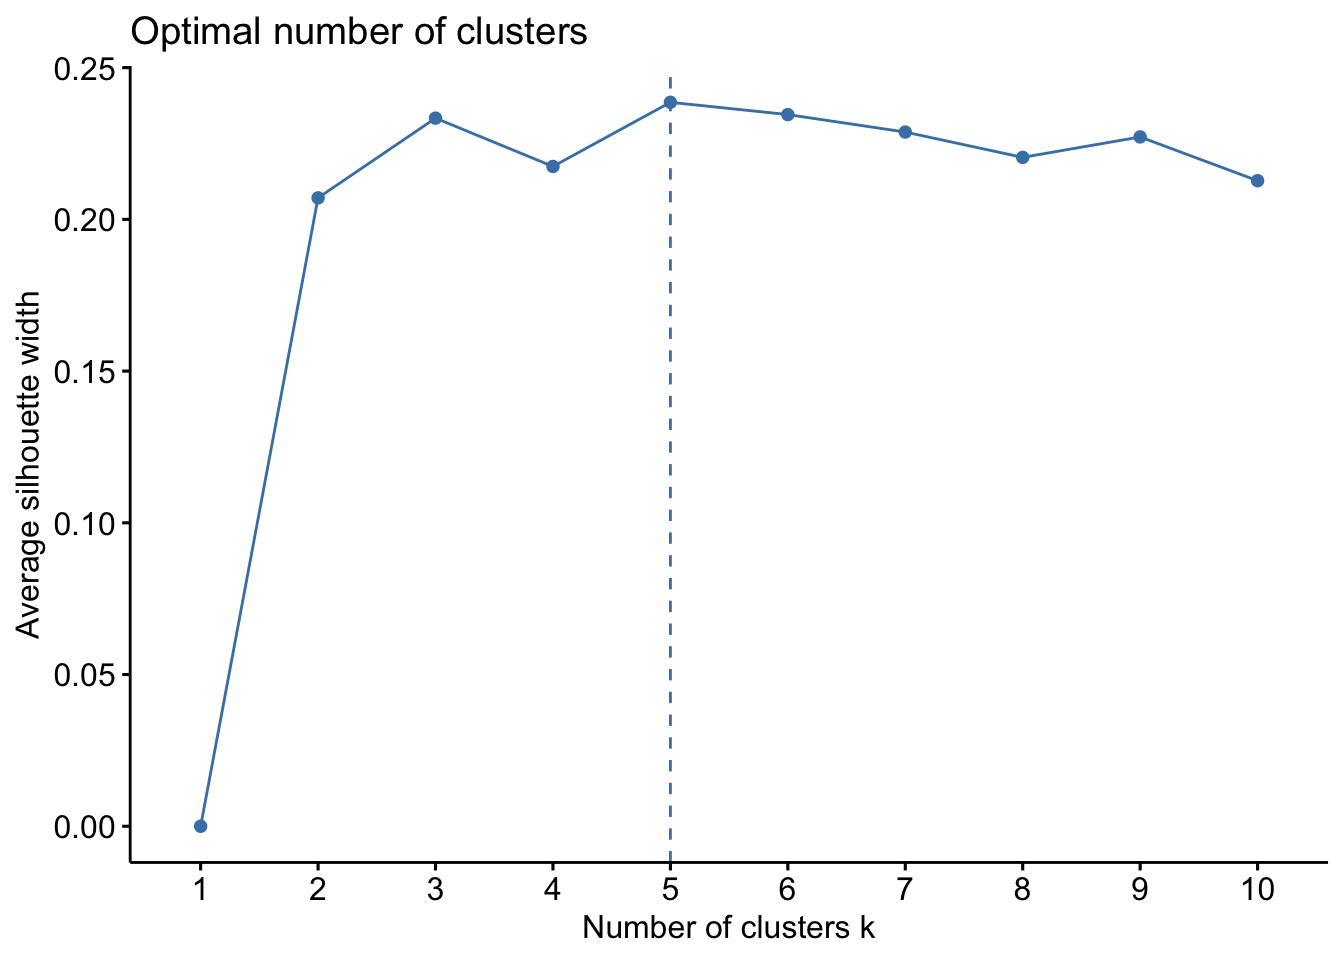 Optimal number of clusters
0.25
0.20
0.15
0.10
0.05
0.00
Average silhouette width
1 2 3 4 5 6 7 8 9 10
Number of clusters k